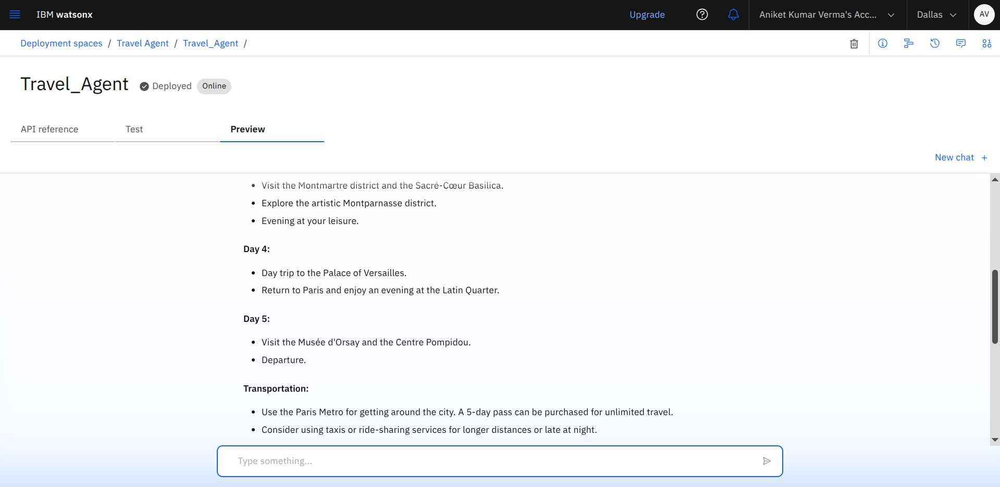 IBM watsonx
Upgrade
Aniket Kumar Verma's Acc...
Dallas
AV
Deployment spaces / Travel Agent / Travel_Agent /
Travel_Agent
Deployed
Online
API reference
Test
Preview
New chat +
• Visit the Montmartre district and the Sacré-Cœur Basilica.
• Explore the artistic Montparnasse district.
• Evening at your leisure.
Day 4:
• Day trip to the Palace of Versailles.
• Return to Paris and enjoy an evening at the Latin Quarter.
Day 5:
• Visit the Musée d'Orsay and the Centre Pompidou.
• Departure.
Transportation:
• Use the Paris Metro for getting around the city. A 5-day pass can be purchased for unlimited travel.
• Consider using taxis or ride-sharing services for longer distances or late at night.
Type something...